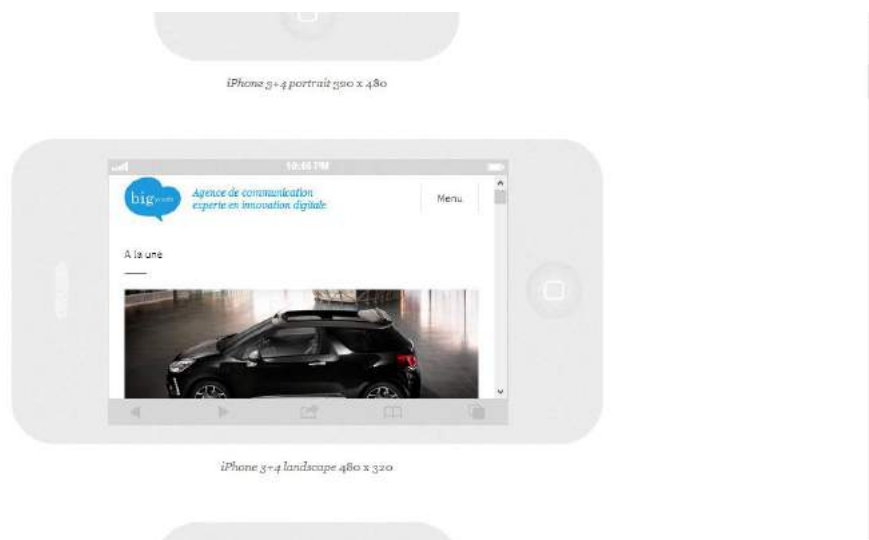 iPhone 3+4 portrait 320 x 480
10:46 PM
big
Agence de communication
experte en innovation digitale
Menu
A la une
iPhone 3+4 landscape 480 x 320